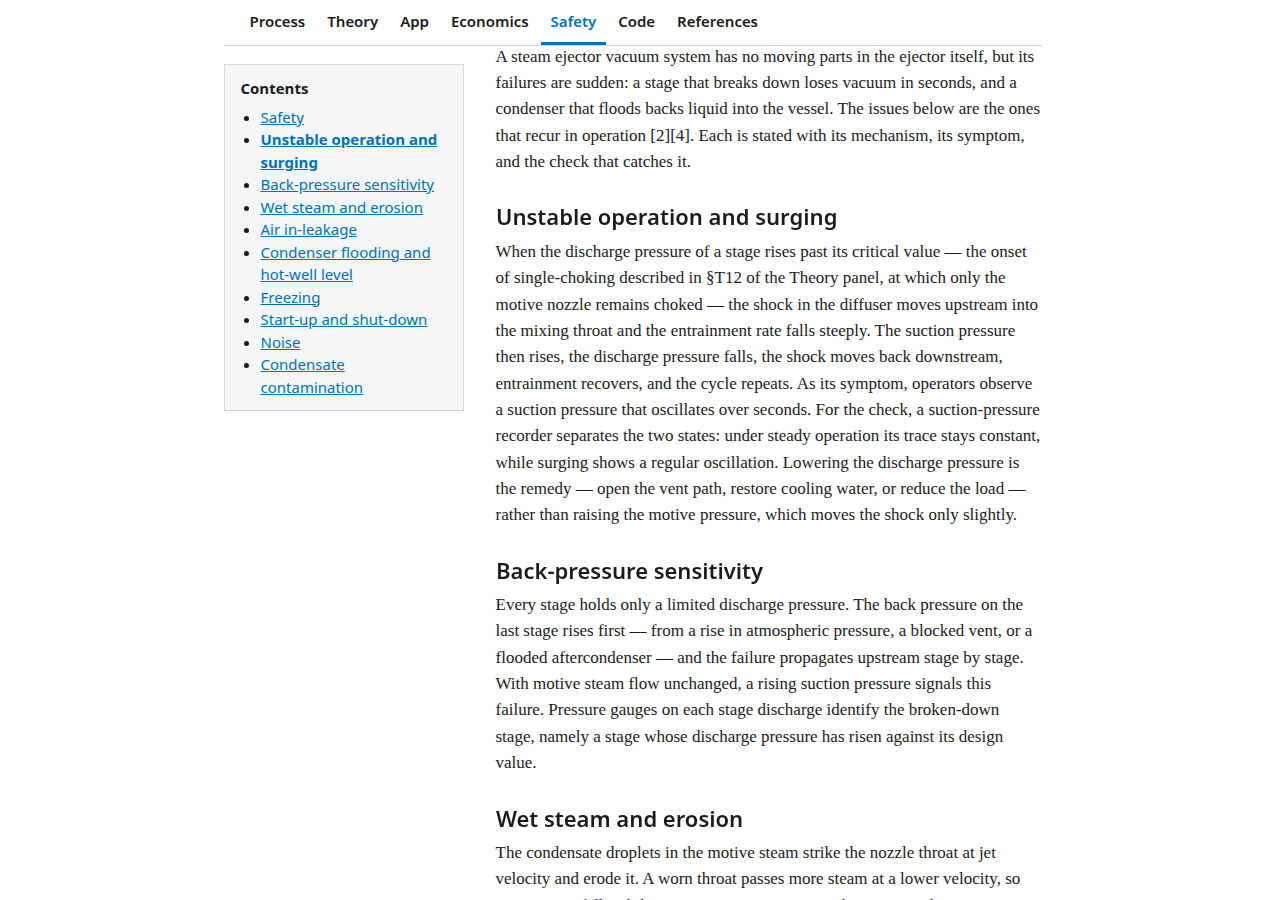 Process Theory App Economics Safety Code References
Contents
Safety
Unstable operation and
surging
Back-pressure sensitivity
Wet steam and erosion
Air in-leakage
Condenser flooding and
hot-well level
Freezing
Start-up and shut-down
Noise
Condensate
contamination
A steam ejector vacuum system has no moving parts in the ejector itself, but its
failures are sudden: a stage that breaks down loses vacuum in seconds, and a
condenser that floods backs liquid into the vessel. The issues below are the ones
that recur in operation [2][4]. Each is stated with its mechanism, its symptom,
and the check that catches it.
Unstable operation and surging
When the discharge pressure of a stage rises past its critical value — the onset
of single-choking described in §T12 of the Theory panel, at which only the
motive nozzle remains choked — the shock in the diffuser moves upstream into
the mixing throat and the entrainment rate falls steeply. The suction pressure
then rises, the discharge pressure falls, the shock moves back downstream,
entrainment recovers, and the cycle repeats. As its symptom, operators observe
a suction pressure that oscillates over seconds. For the check, a suction-pressure
recorder separates the two states: under steady operation its trace stays constant,
while surging shows a regular oscillation. Lowering the discharge pressure is
the remedy — open the vent path, restore cooling water, or reduce the load —
rather than raising the motive pressure, which moves the shock only slightly.
Back-pressure sensitivity
Every stage holds only a limited discharge pressure. The back pressure on the
last stage rises first — from a rise in atmospheric pressure, a blocked vent, or a
flooded aftercondenser — and the failure propagates upstream stage by stage.
With motive steam flow unchanged, a rising suction pressure signals this
failure. Pressure gauges on each stage discharge identify the broken-down
stage, namely a stage whose discharge pressure has risen against its design
value.
Wet steam and erosion
The condensate droplets in the motive steam strike the nozzle throat at jet
velocity and erode it. A worn throat passes more steam at a lower velocity, so